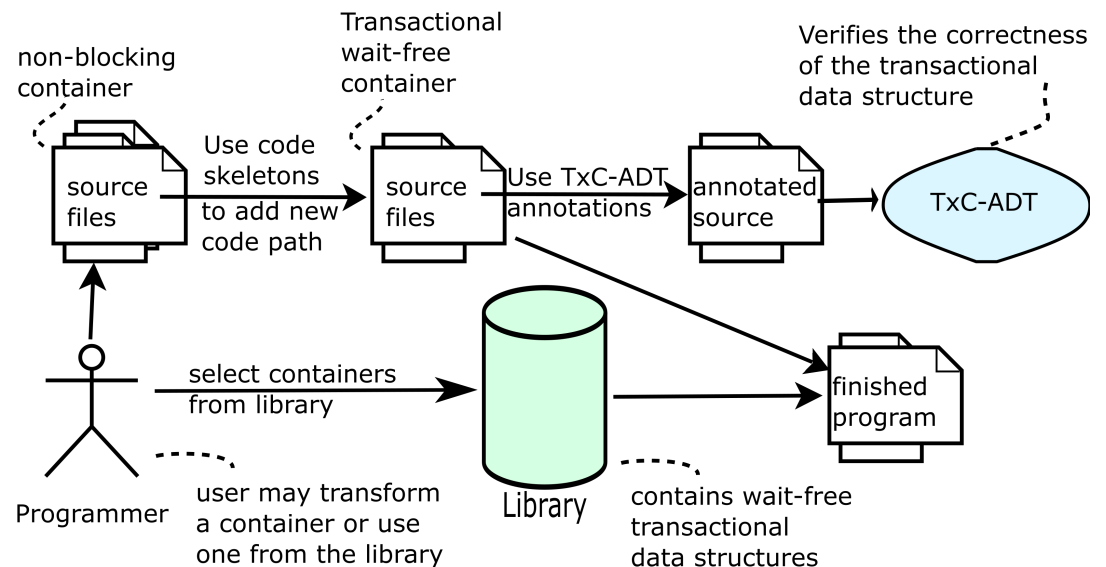 non-blocking
container
Transactional
wait-free
container
Verifies the correctness
of the transactional
data structure
source
files
Use code
skeletons
to add new
code path
source
files
Use TxC-ADT
annotations
annotated
source
TxC-ADT
select containers
from library
finished
program
Programmer
user may transform
a container or use
one from the library
Library
contains wait-free
transactional
data structures